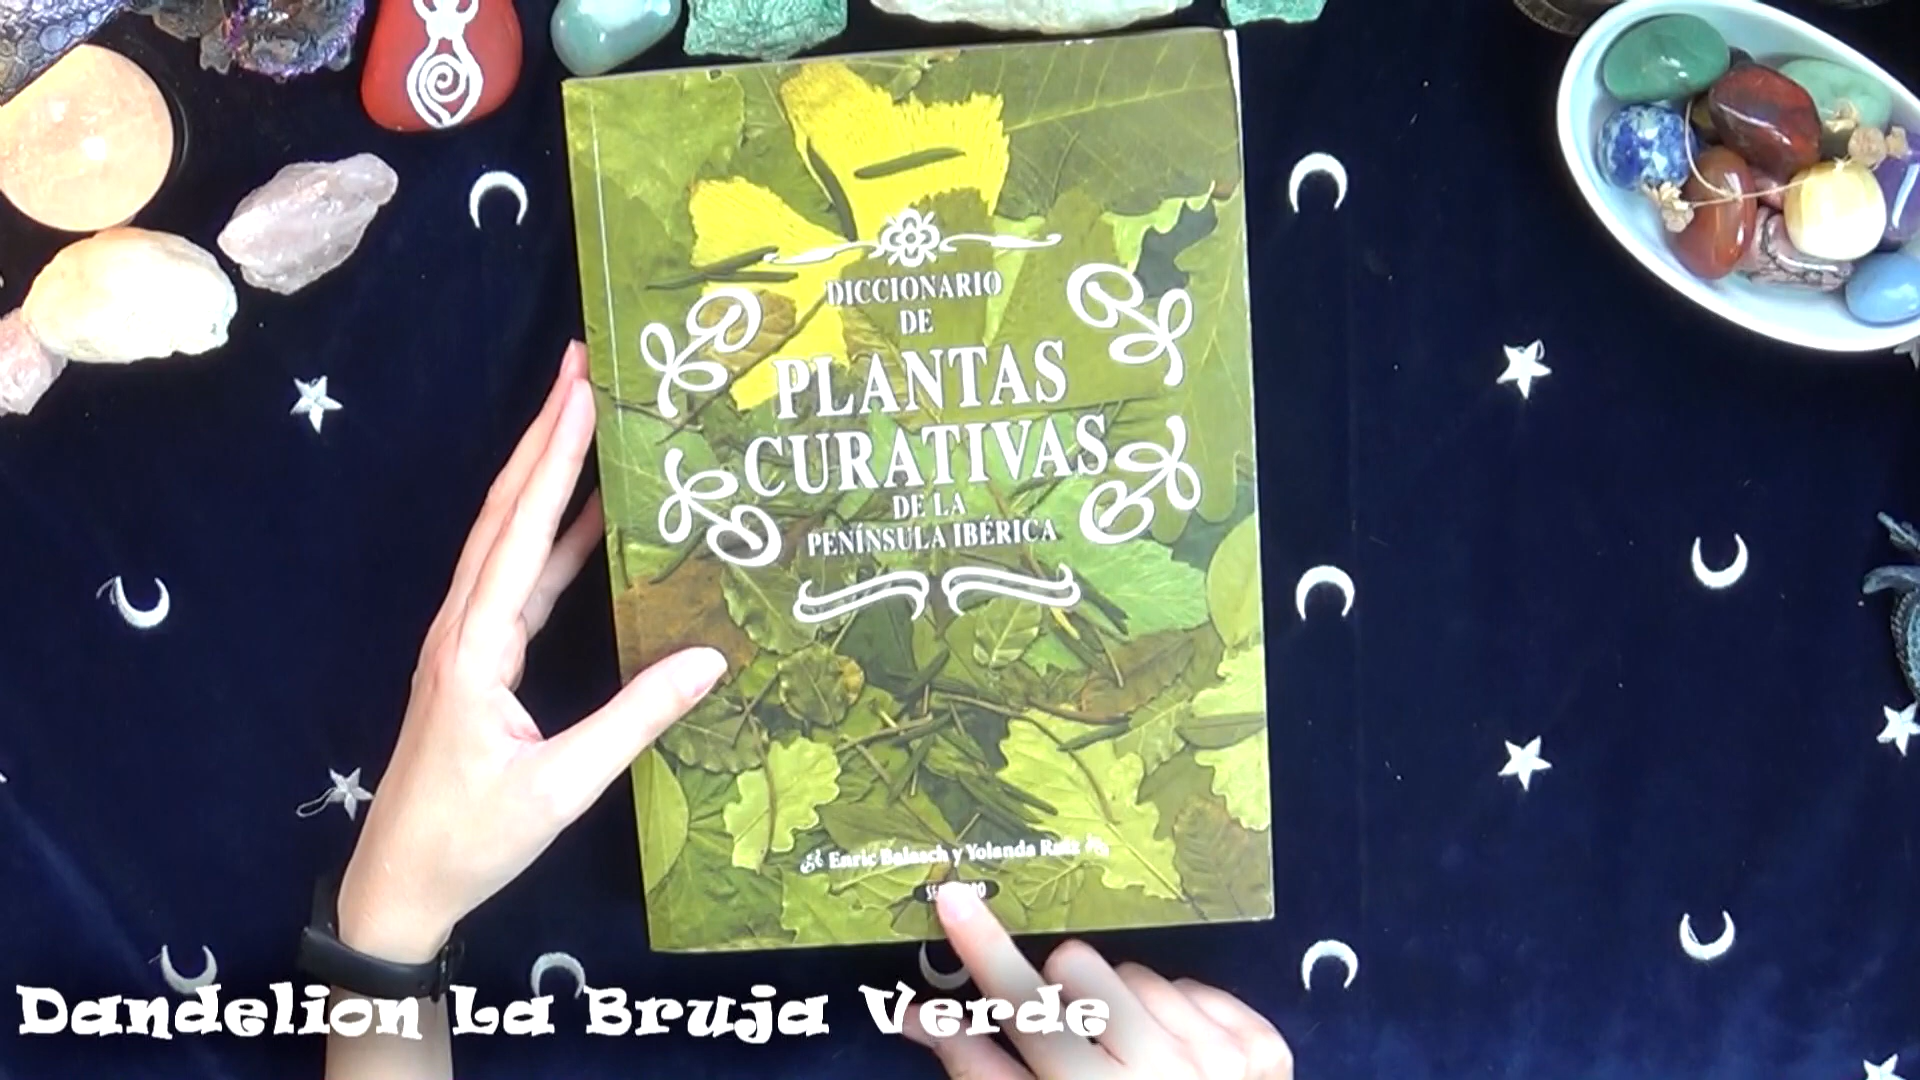 DICCIONARIO
DE
PLANTAS
CURATIVAS
DE LA
PENÍNSULA IBÉRICA
Enric Balasch y Yolanda Ruiz
Dandelion La Bruja Verde